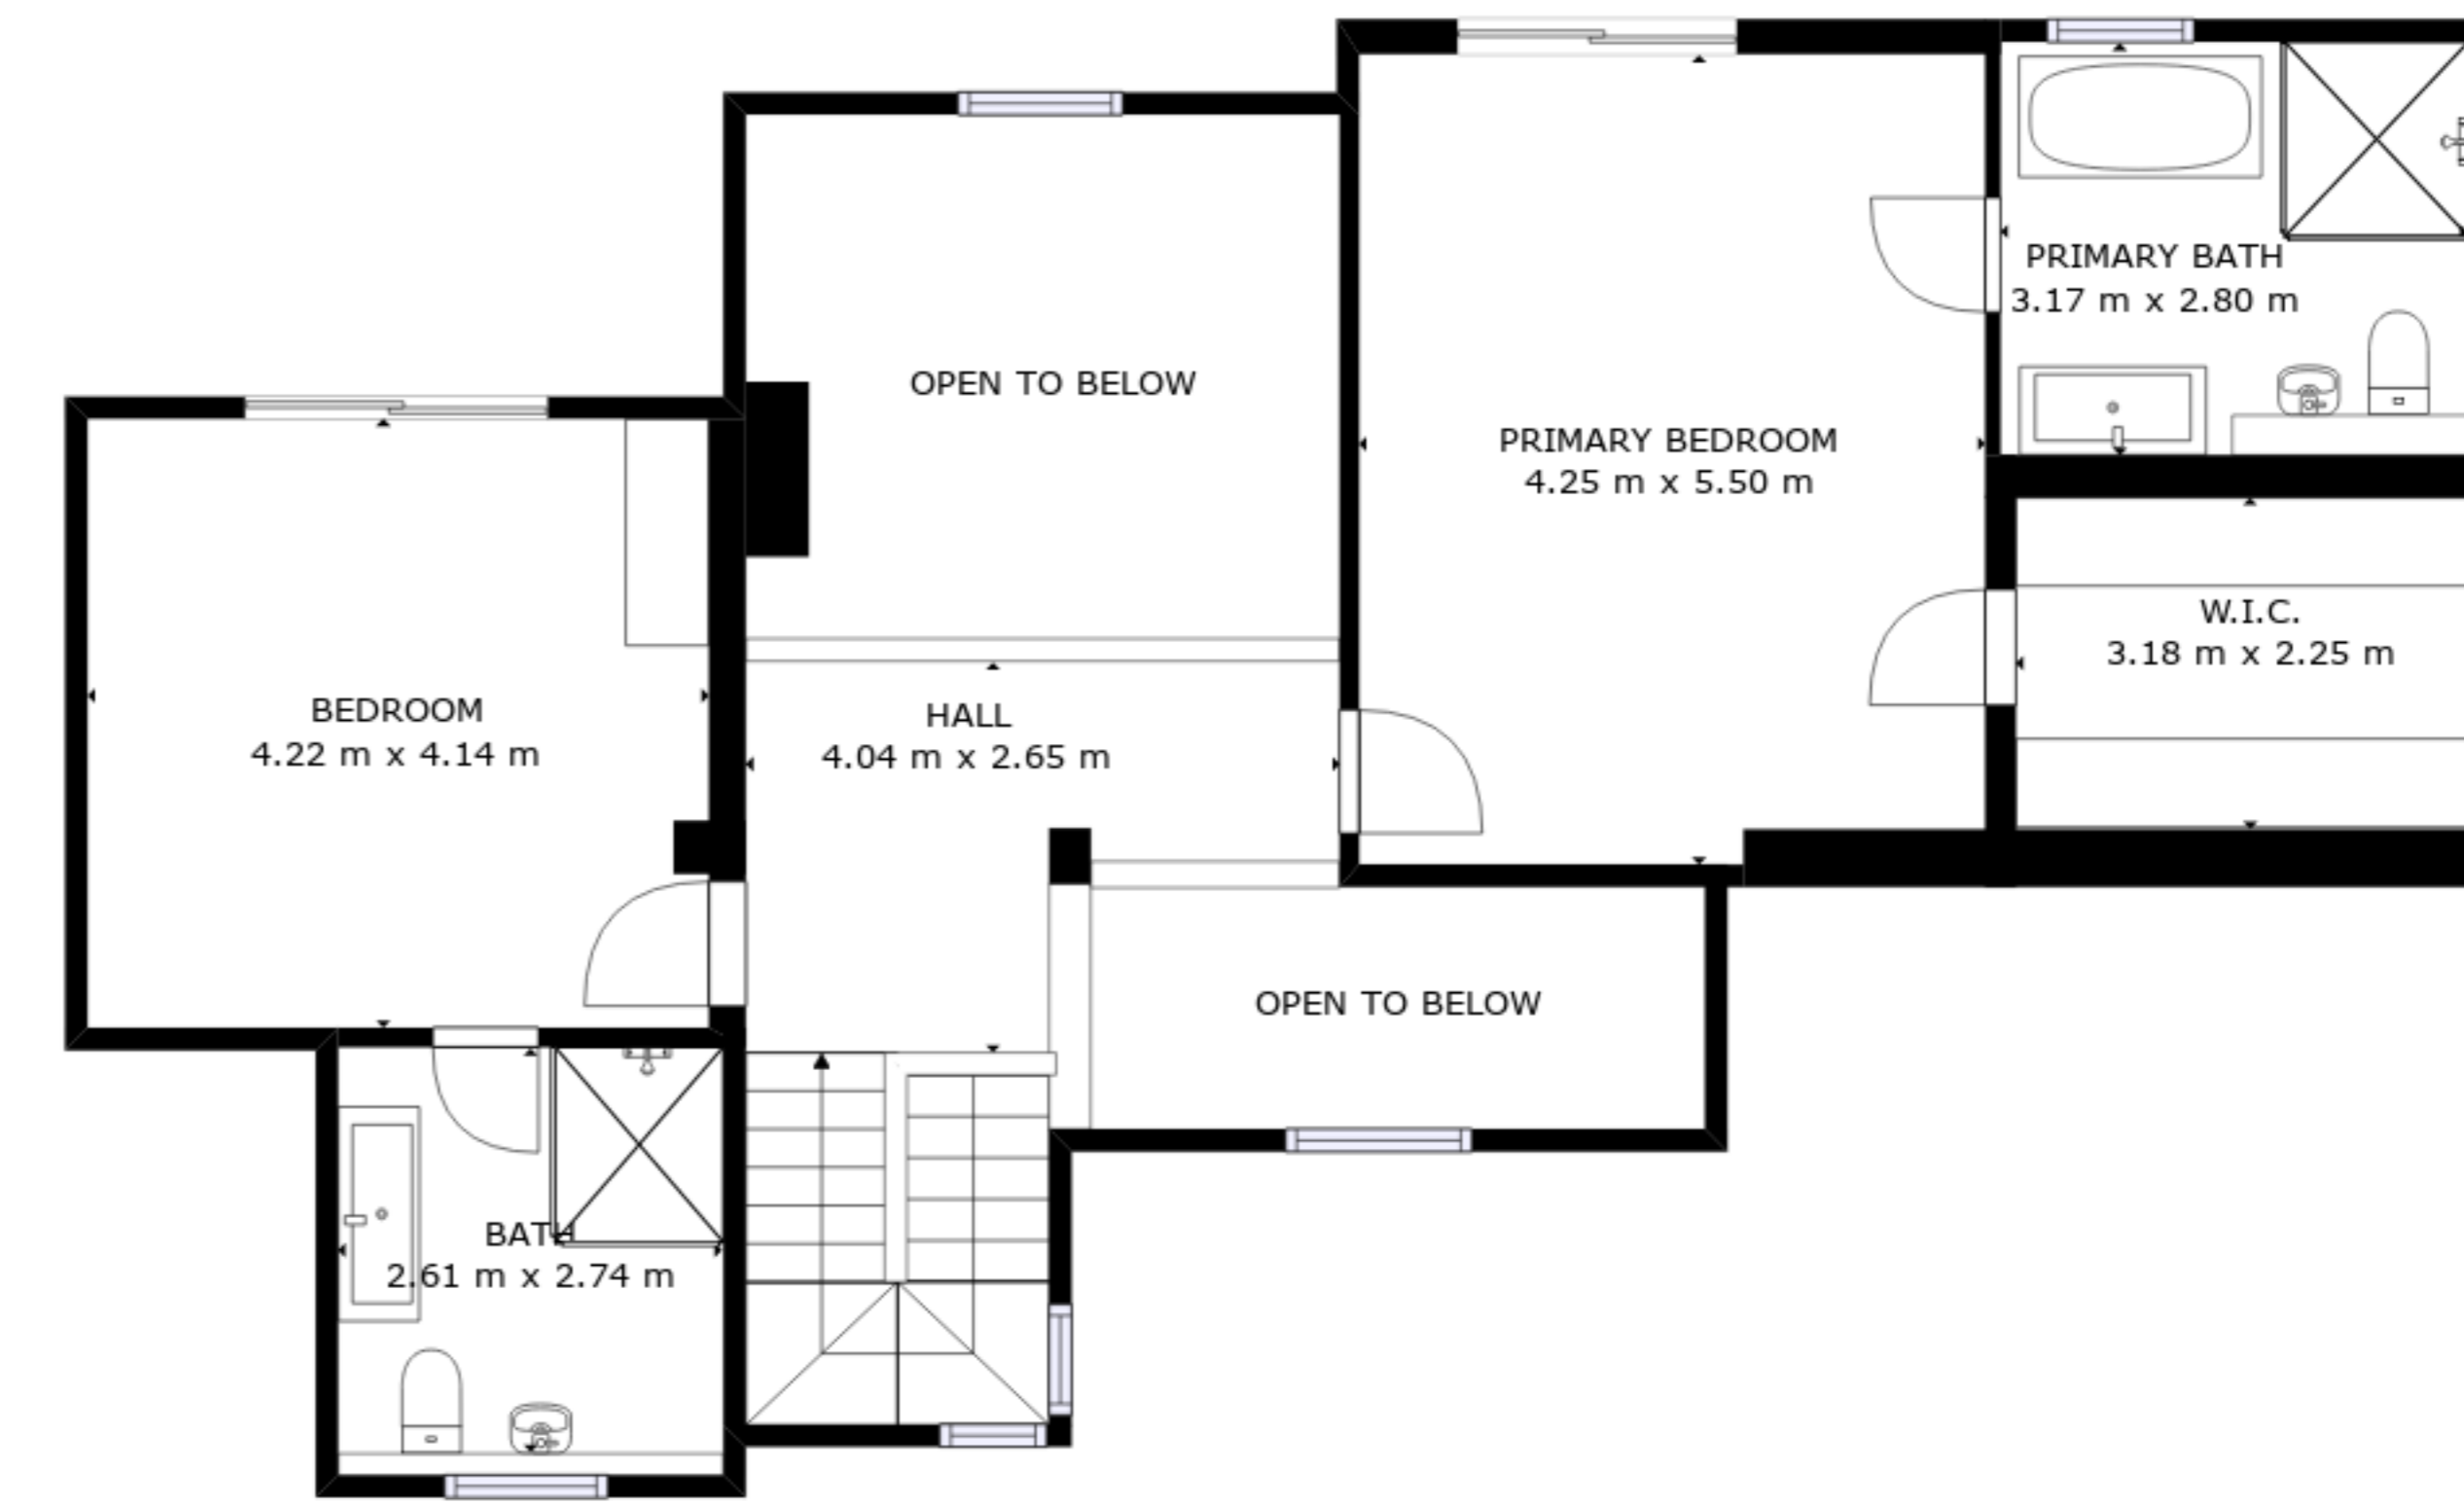 PRIMARY BATH
3.17 m x 2.80 m
OPEN TO BELOW
PRIMARY BEDROOM
4.25 m x 5.50 m
W.I.C.
3.18 m x 2.25 m
BEDROOM
4.22 m x 4.14 m
HALL
4.04 m x 2.65 m
OPEN TO BELOW
BATH
2.61 m x 2.74 m